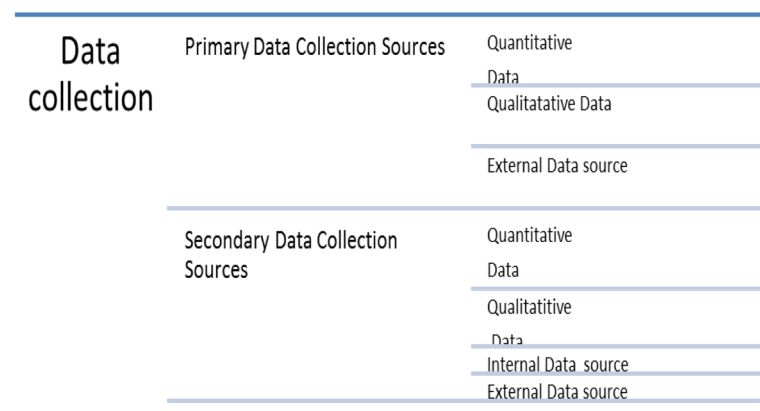 Data
collection
Primary Data Collection Sources
Quantitative
Data
Qualitatative Data
External Data source
Secondary Data Collection
Sources
Quantitative
Data
Qualitatitive
Data
Internal Data source
External Data source